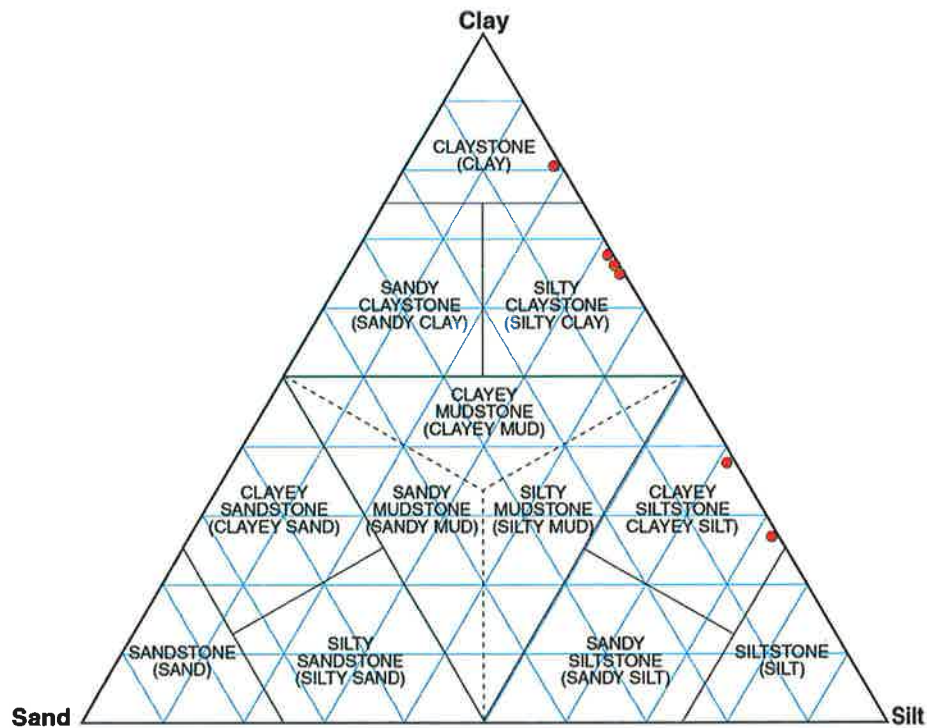 Clay
CLAYSTONE
(CLAY)
SANDY
CLAYSTONE
(SANDY CLAY)
SILTY
CLAYSTONE
(SILTY CLAY)
CLAYEY
MUDSTONE
(CLAYEY MUD)
CLAYEY
SANDSTONE
(CLAYEY SAND)
SANDY
MUDSTONE
(SANDY MUD)
SILTY
MUDSTONE
(SILTY MUD)
CLAYEY
SILTSTONE
CLAYEY SILT)
SANDSTONE
(SAND)
SILTY
SANDSTONE
(SILTY SAND)
SANDY
SILTSTONE
(SANDY SILT)
SILTSTONE
(SILT)
Sand
Silt